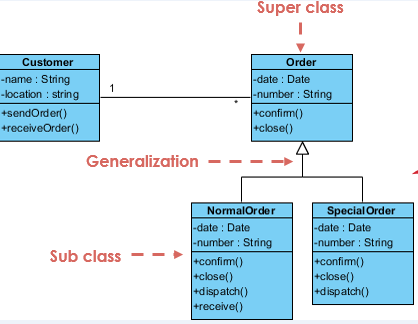 Super class
Customer
-name : String
-location : string
+sendOrder()
+receiveOrder()
1
*
Order
-date : Date
-number : String
+confirm()
+close()
Generalization
NormalOrder
-date : Date
-number : String
+confirm()
+close()
+dispatch()
+receive()
SpecialOrder
-date : Date
-number : String
+confirm()
+close()
+dispatch()
Sub class